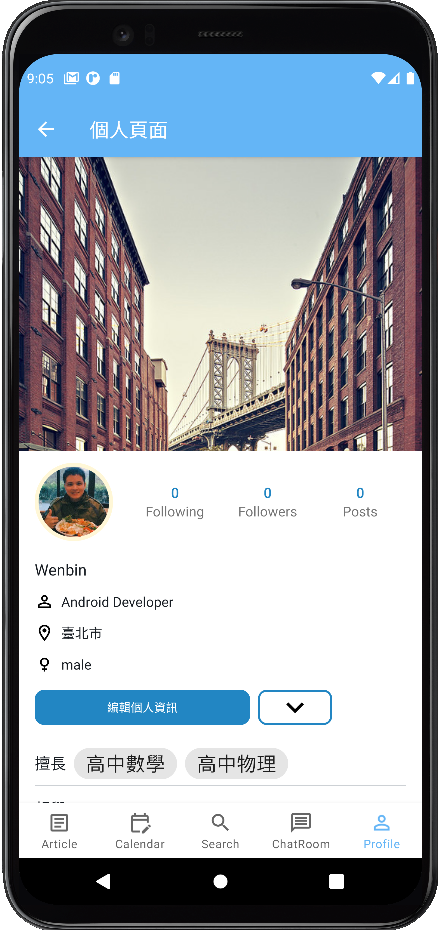 9:05
個人頁面
0 0 0
Following Followers Posts
Wenbin
Android Developer
臺北市
male
編輯個人資訊
擅長 高中數學 高中物理
Article Calendar Search ChatRoom Profile